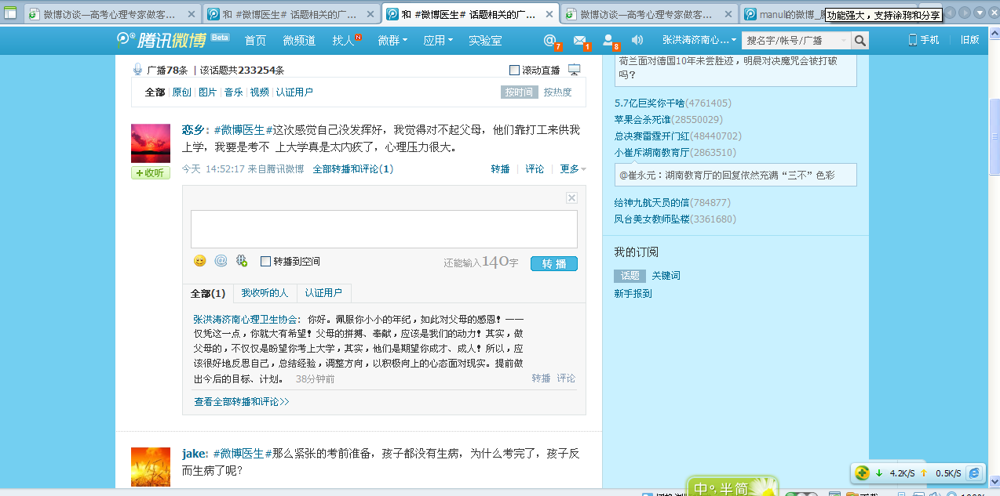 微博访谈—高考心理专家做客...
和 #微博医生# 话题相关的广...
和 #微博医生# 话题相关的广...
微博访谈—高考心理专家做客...
manuli的微博_
功能强大，支持涂鸦和分享
腾讯微博 Beta
首页 微频道 找人 N 微群 应用 实验室
7 1 8
张洪涛济南心... 搜名字/帐号/广播
手机 旧版
广播78条 | 该话题共233254条
滚动直播
全部 原创 图片 音乐 视频 认证用户
按时间 按热度
恋乡: #微博医生#这次感觉自己没发挥好，我觉得对不起父母，他们靠打工来供我
上学，我要是考不 上大学真是太内疚了，心理压力很大。
+收听
今天 14:52:17 来自腾讯微博 全部转播和评论(1)
转播 评论 更多
转播到空间
还能输入140字
转 播
全部(1) 我收听的人 认证用户
张洪涛济南心理卫生协会: 你好。佩服你小小的年纪，如此对父母的感恩！——
仅凭这一点，你就大有希望！父母的拼搏、奉献，应该是我们的动力！其实，做
父母的，不仅仅是盼望你考上大学，其实，他们是期望你成才、成人！所以，应
该很好地反思自己，总结经验，调整方向，以积极向上的心态面对现实。提前做
出今后的目标、计划。 38分钟前
转播 评论
查看全部转播和评论>>
jake: #微博医生#那么紧张的考前准备，孩子都没有生病，为什么考完了，孩子反
而生病了呢?
荷兰面对德国10年未尝胜迹，明晨对决魔咒会被打破
吗?
5.7亿巨奖你干啥(4761405)
苹果会杀死谁(28550029)
总决赛雷霆开门红(48440702)
小崔斥湖南教育厅(2863510)
@崔永元：湖南教育厅的回复依然充满“三不”色彩
给神九航天员的信(784877)
凤台美女教师坠楼(3361680)
我的订阅
话题 关键词
新手报到
4.2K/S 0.5K/S
中 半 简